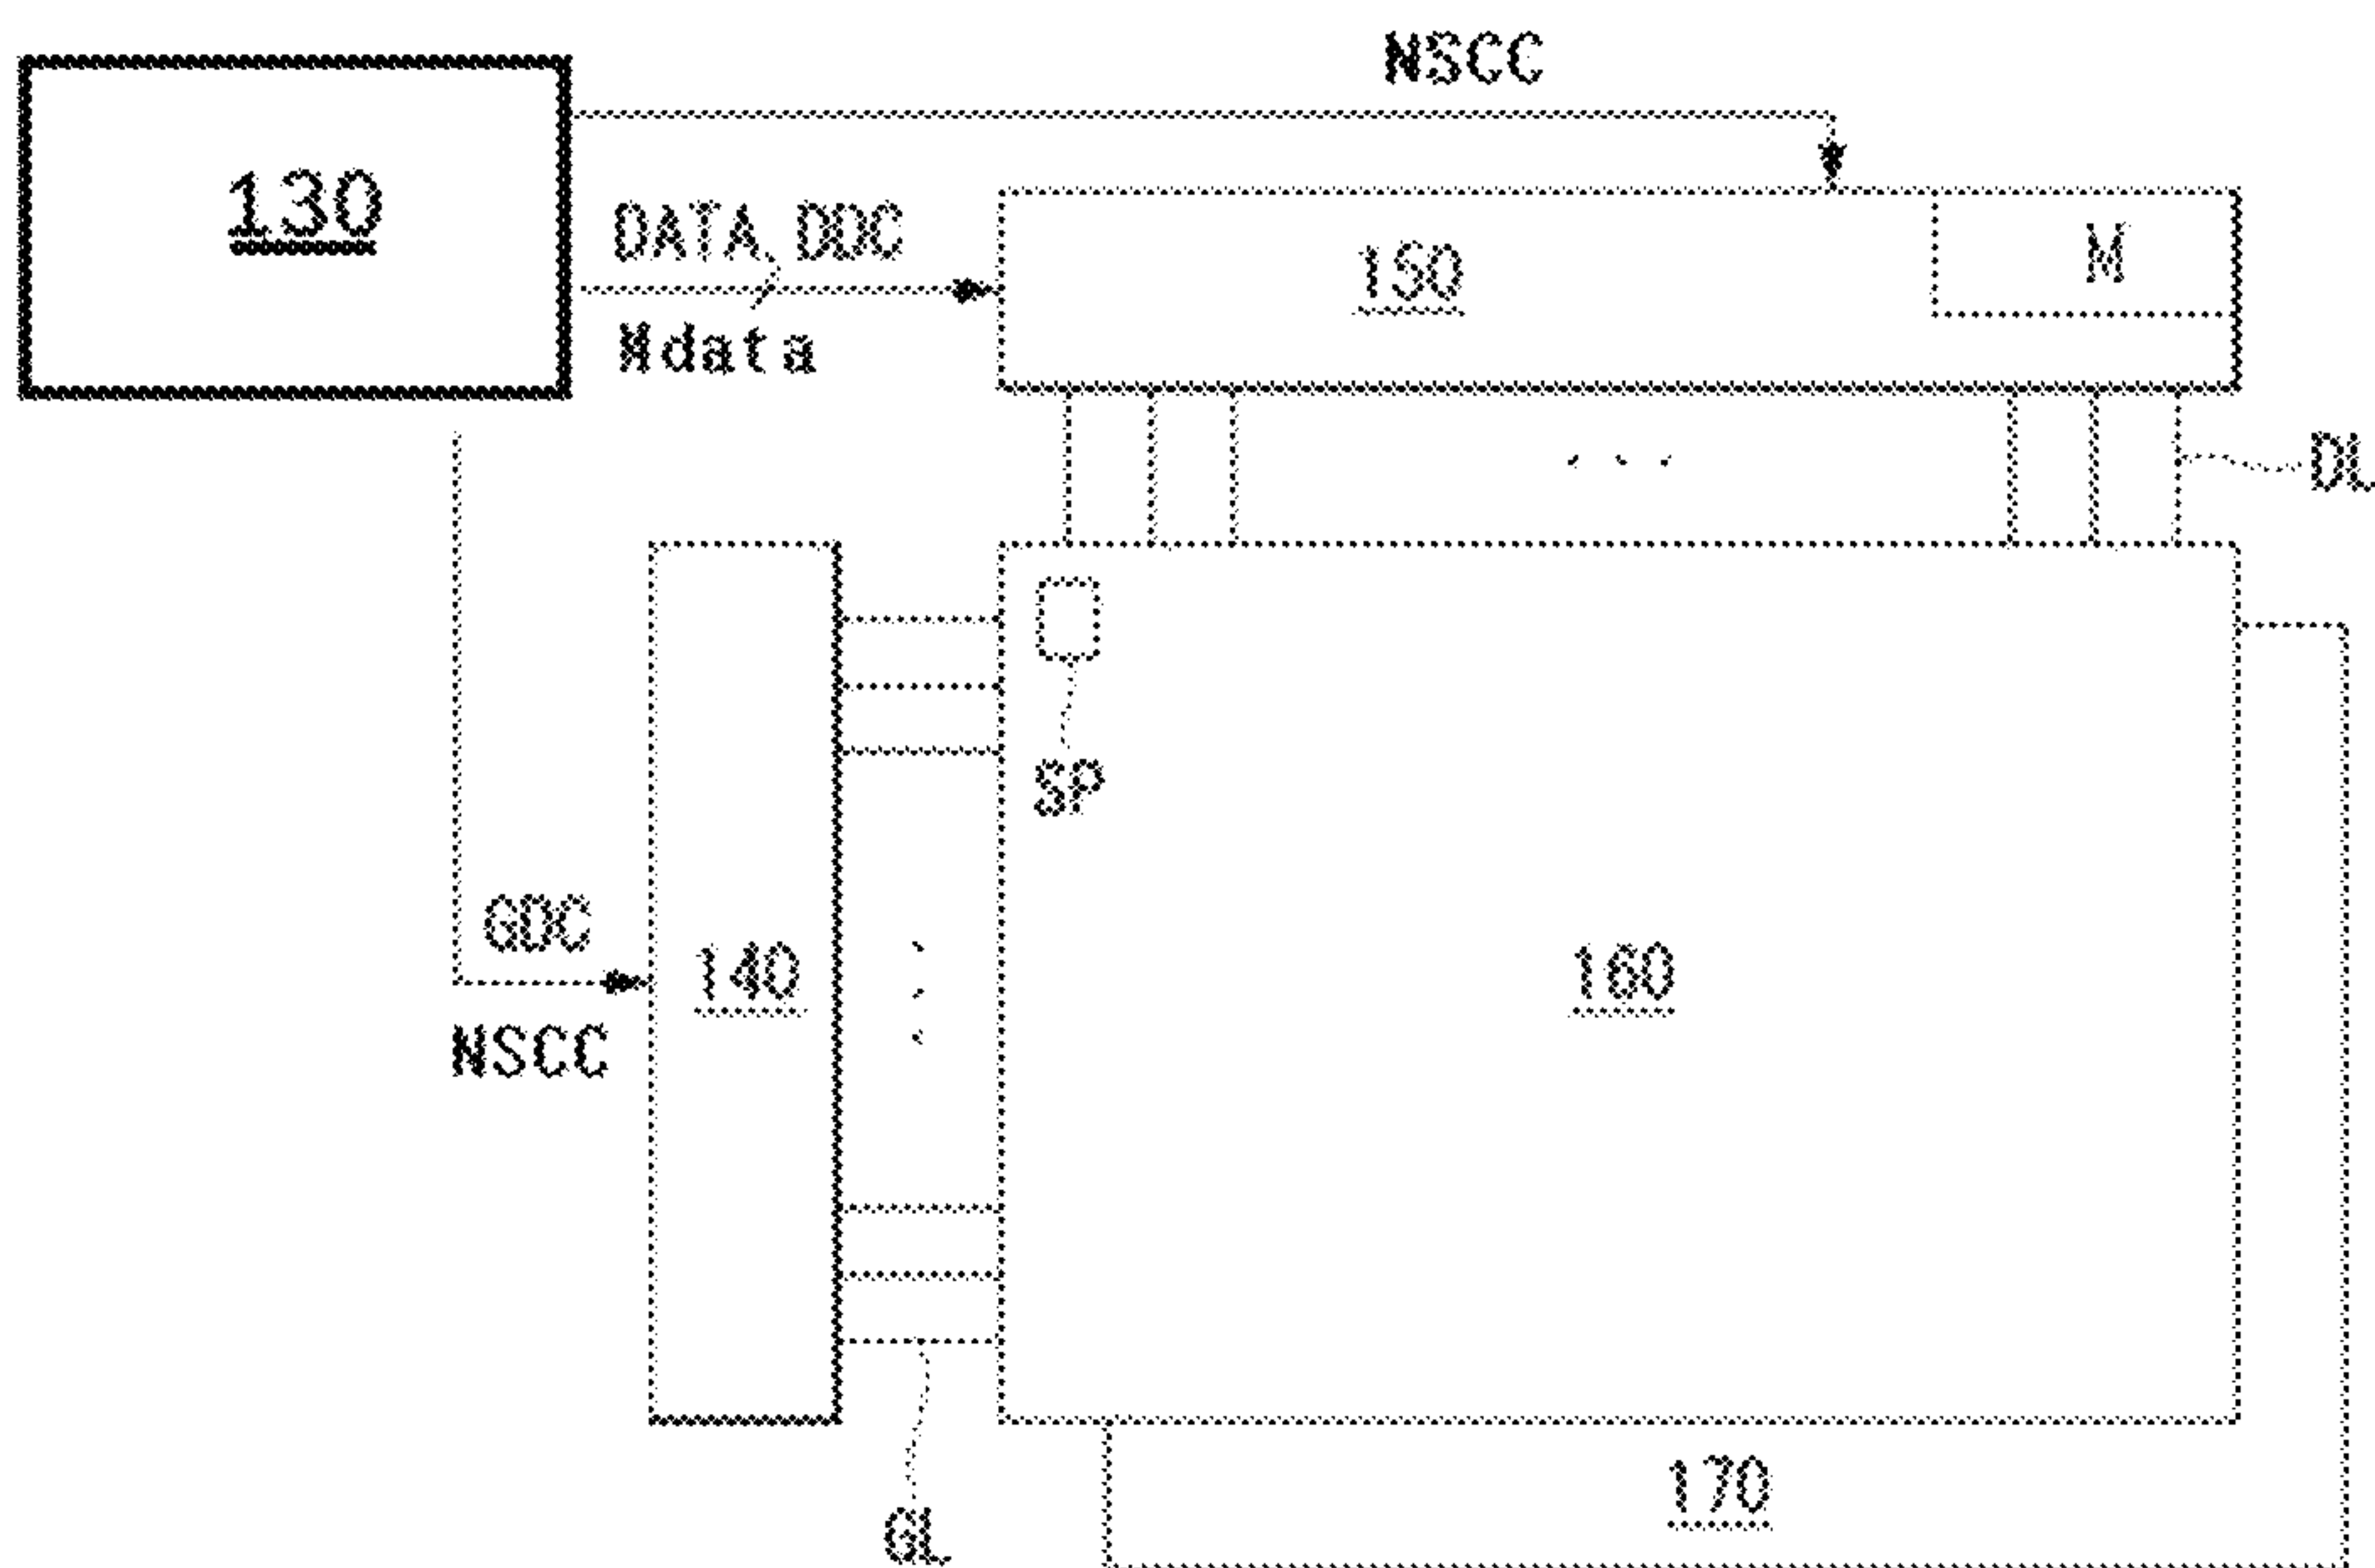 NSCC
130
DATA, DDC
150
M
Mdata
DL
SP
GDC
140
160
NSCC
170
GL